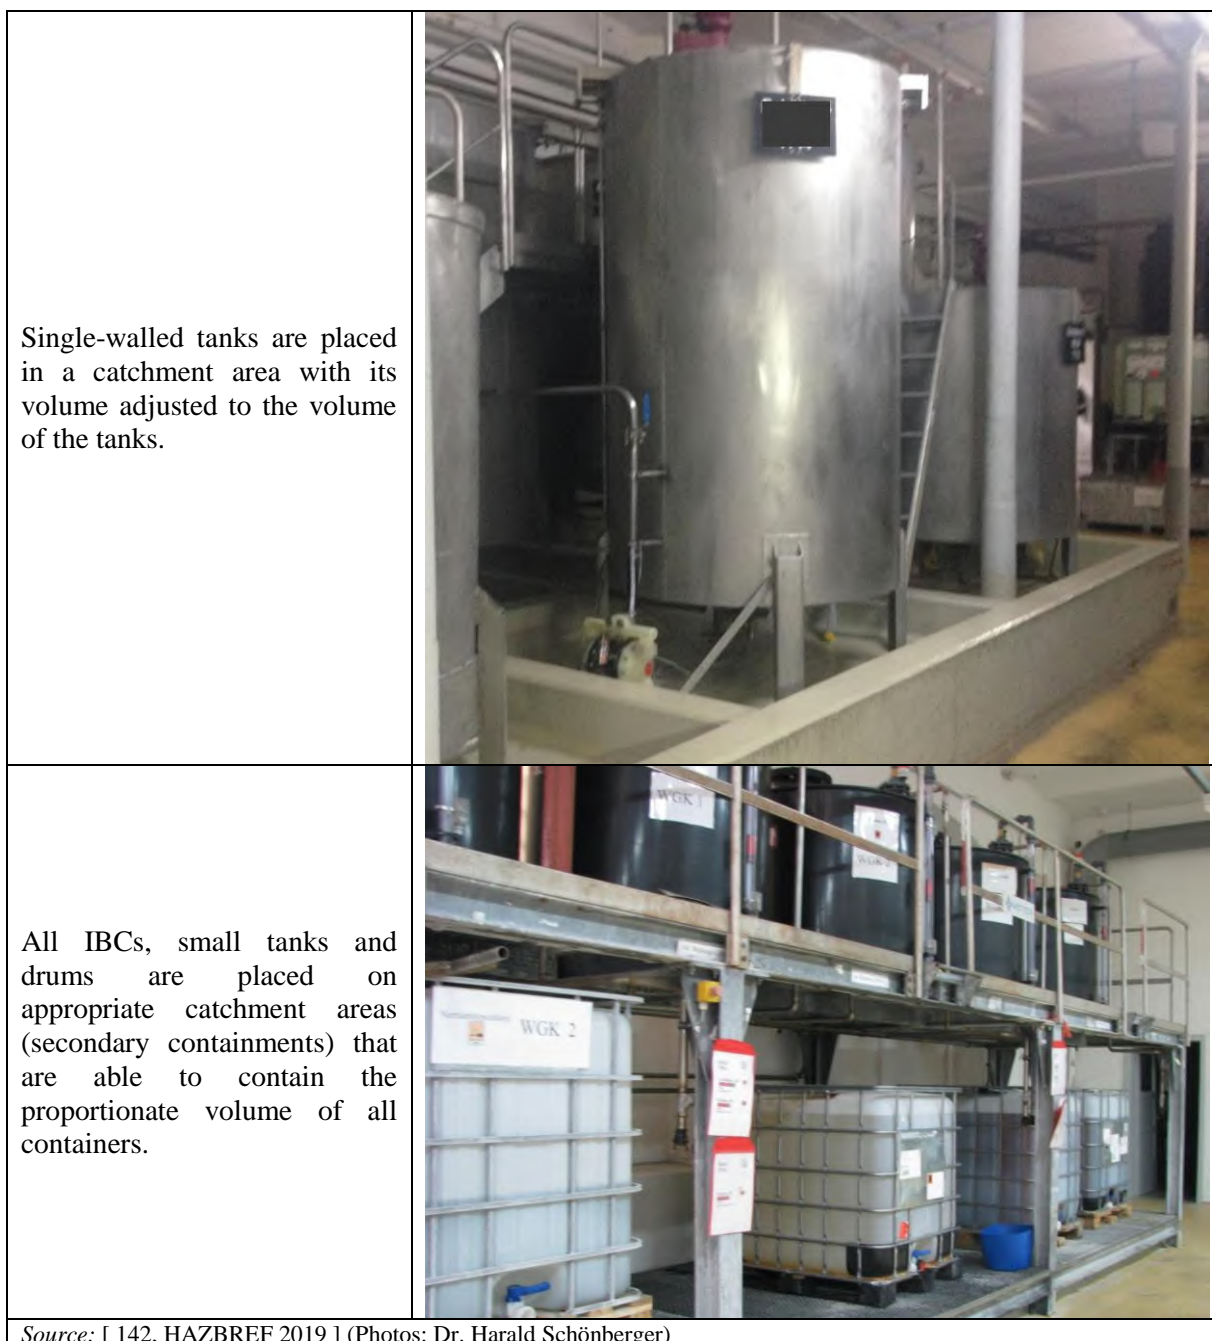 Single-walled tanks are placed
in a catchment area with its
volume adjusted to the volume
of the tanks.
WGK 1
WGK 2
WGK 2
All IBCs, small tanks and
drums are placed on
appropriate catchment areas
(secondary containments) that
are able to contain the
proportionate volume of all
containers.
Source: [ 142, HAZBREF 2019 ] (Photos: Dr. Harald Schönberger)